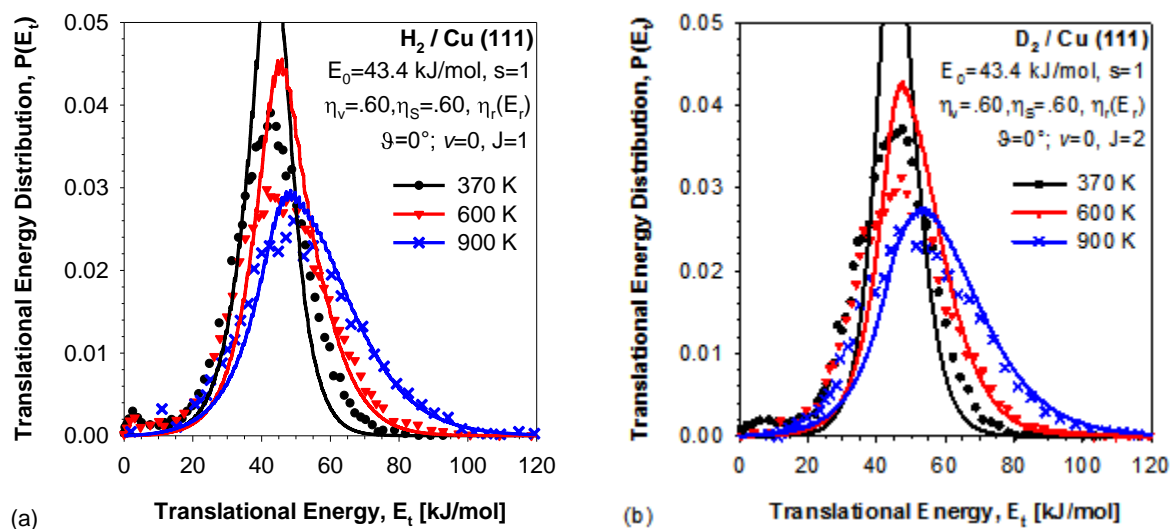 (a)
Translational Energy Distribution, P(Eₜ)
0.05
0.04
0.03
0.02
0.01
0.00
H₂ / Cu (111)
E₀=43.4 kJ/mol, s=1
ηᵥ=.60,η_S=.60, ηᵣ(Eᵣ)
ϑ=0°; v=0, J=1
370 K
600 K
900 K
0 20 40 60 80 100 120
Translational Energy, Eₜ [kJ/mol]
(b)
Translational Energy Distribution, P(Eₜ)
0.05
0.04
0.03
0.02
0.01
0.00
D₂ / Cu (111)
E₀=43.4 kJ/mol, s=1
ηᵥ=.60,η_S=.60, ηᵣ(Eᵣ)
ϑ=0°; v=0, J=2
370 K
600 K
900 K
0 20 40 60 80 100 120
Translational Energy, Eₜ [kJ/mol]